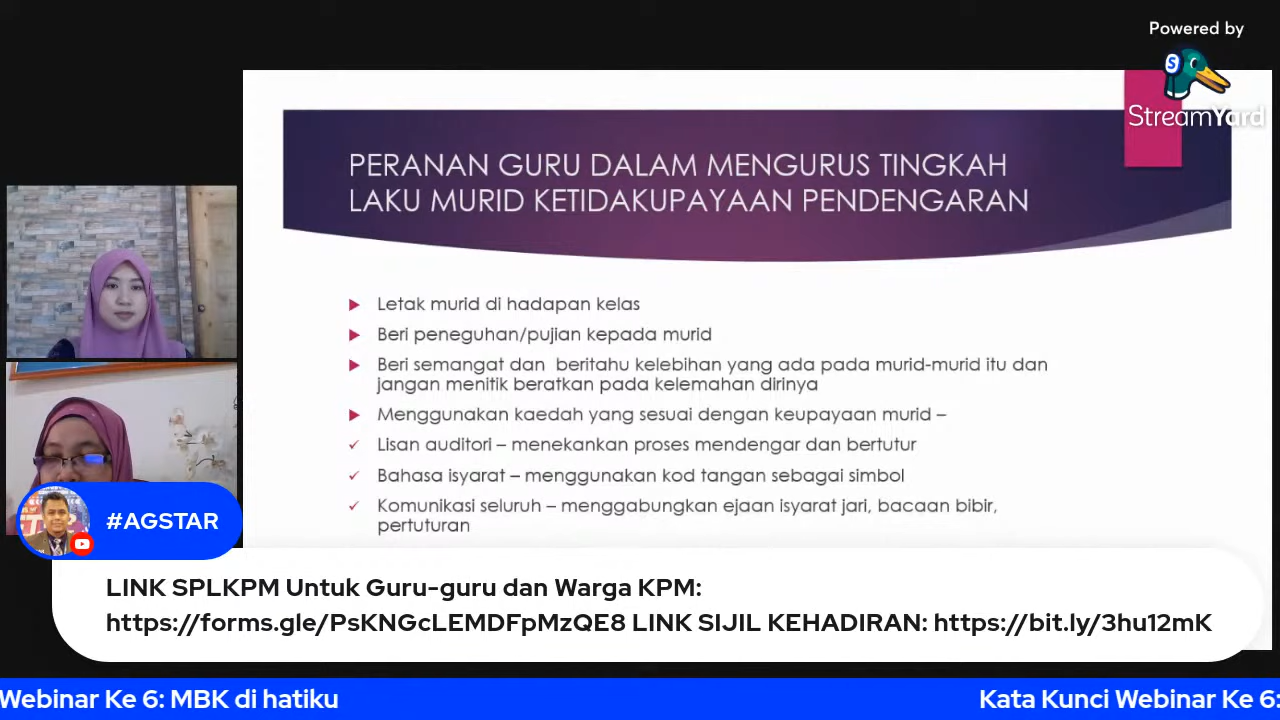 Powered by
StreamYard
PERANAN GURU DALAM MENGURUS TINGKAH
LAKU MURID KETIDAKUPAYAAN PENDENGARAN
Letak murid di hadapan kelas
Beri peneguhan/pujian kepada murid
Beri semangat dan beritahu kelebihan yang ada pada murid-murid itu dan
jangan menitik beratkan pada kelemahan dirinya
Menggunakan kaedah yang sesuai dengan keupayaan murid –
Lisan auditori – menekankan proses mendengar dan bertutur
Bahasa isyarat – menggunakan kod tangan sebagai simbol
Komunikasi seluruh – menggabungkan ejaan isyarat jari, bacaan bibir,
pertuturan
#AGSTAR
LINK SPLKPM Untuk Guru-guru dan Warga KPM:
https://forms.gle/PsKNGcLEMDFpMzQE8 LINK SIJIL KEHADIRAN: https://bit.ly/3hu12mK
Webinar Ke 6: MBK di hatiku
Kata Kunci Webinar Ke 6: